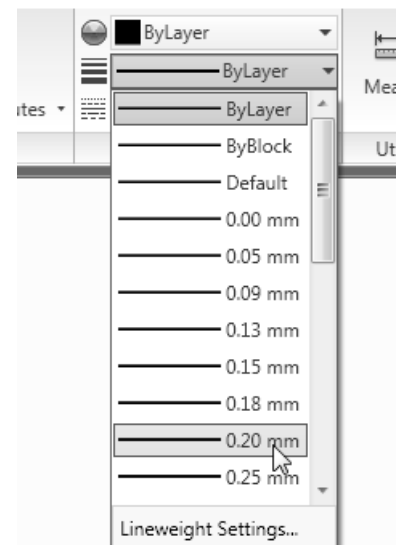 ByLayer
ByLayer
Mea
utes
ByLayer
Ut
ByBlock
Default
0.00 mm
0.05 mm
0.09 mm
0.13 mm
0.15 mm
0.18 mm
0.20 mm
0.25 mm
Lineweight Settings...